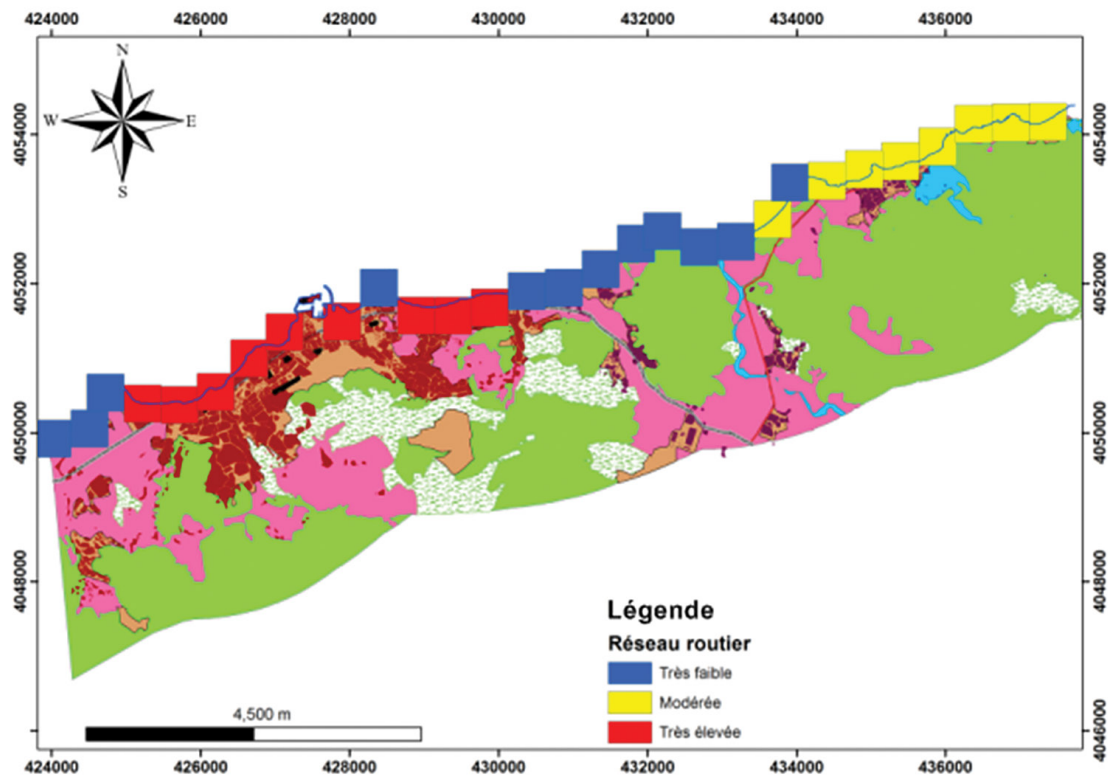 424000 426000 428000 430000 432000 434000 436000
N
W E
S
4054000 4054000
4052000 4052000
4050000 4050000
4048000 4048000
Légende
Réseau routier
Très faible
Modérée
4,500 m
Très élevée
4046000
424000 426000 428000 430000 432000 434000 436000